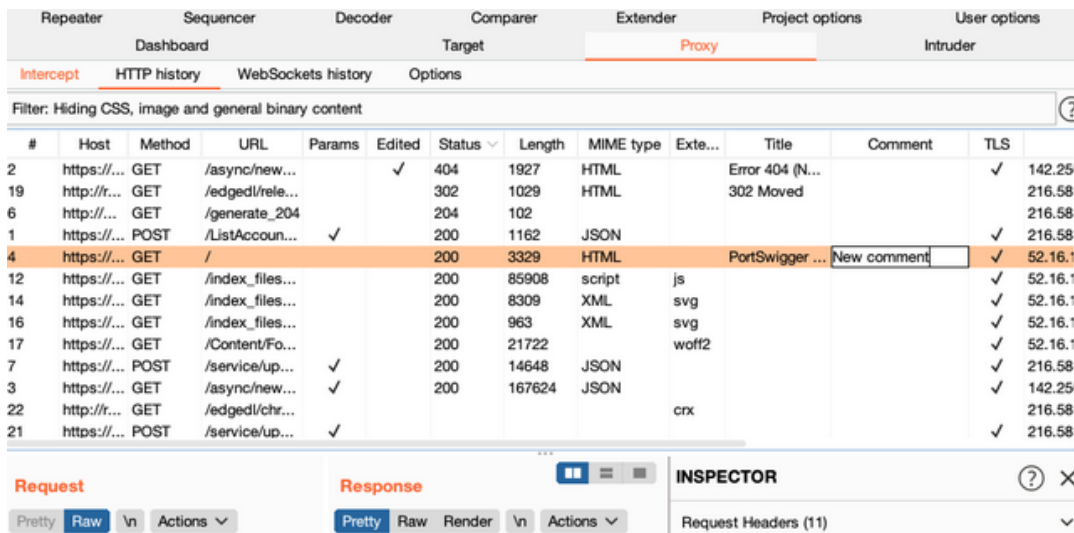 Repeater Sequencer Decoder Comparer Extender Project options User options
Dashboard Target Proxy Intruder
Intercept HTTP history WebSockets history Options
Filter: Hiding CSS, image and general binary content ?
# Host Method URL Params Edited Status Length MIME type Exte... Title Comment TLS
2 https://... GET /async/new... ✓ 404 1927 HTML Error 404 (N... ✓ 142.25
19 http://r... GET /edgedl/rele... 302 1029 HTML 302 Moved 216.58
6 http://... GET /generate_204 204 102 216.58
1 https://... POST /ListAccoun... ✓ 200 1162 JSON ✓ 216.58
4 https://... GET / 200 3329 HTML PortSwigger ... New comment ✓ 52.16.1
12 https://... GET /index_files... 200 85908 script js ✓ 52.16.1
14 https://... GET /index_files... 200 8309 XML svg ✓ 52.16.1
16 https://... GET /index_files... 200 963 XML svg ✓ 52.16.1
17 https://... GET /Content/Fo... 200 21722 woff2 ✓ 52.16.1
7 https://... POST /service/up... ✓ 200 14648 JSON ✓ 216.58
3 https://... GET /async/new... ✓ 200 167624 JSON ✓ 142.25
22 http://r... GET /edgedl/chr... crx 216.58
21 https://... POST /service/up... ✓ ✓ 216.58
Request Response INSPECTOR ?
Pretty Raw \n Actions Pretty Raw Render \n Actions Request Headers (11)